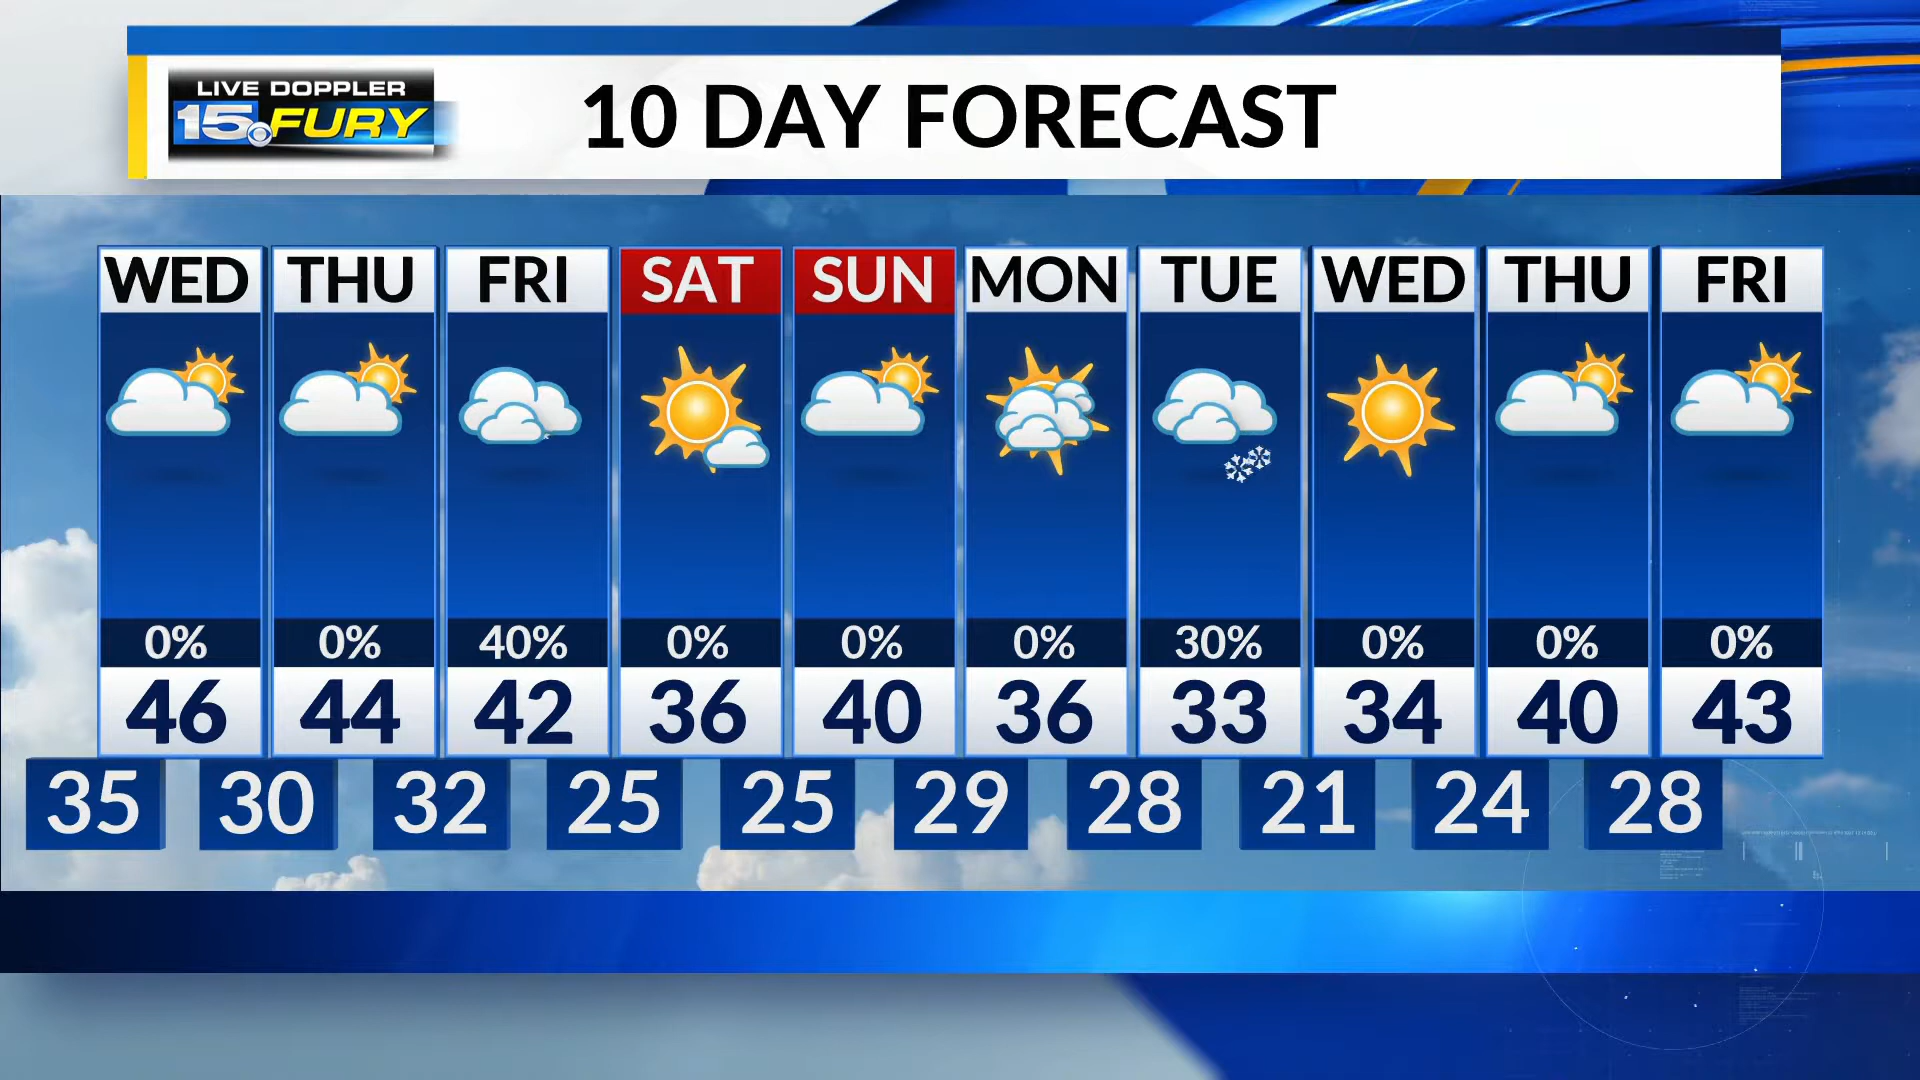 LIVE DOPPLER
15 FURY
10 DAY FORECAST
WED THU FRI SAT SUN MON TUE WED THU FRI
0% 0% 40% 0% 0% 0% 30% 0% 0% 0%
46 44 42 36 40 36 33 34 40 43
35 30 32 25 25 29 28 21 24 28